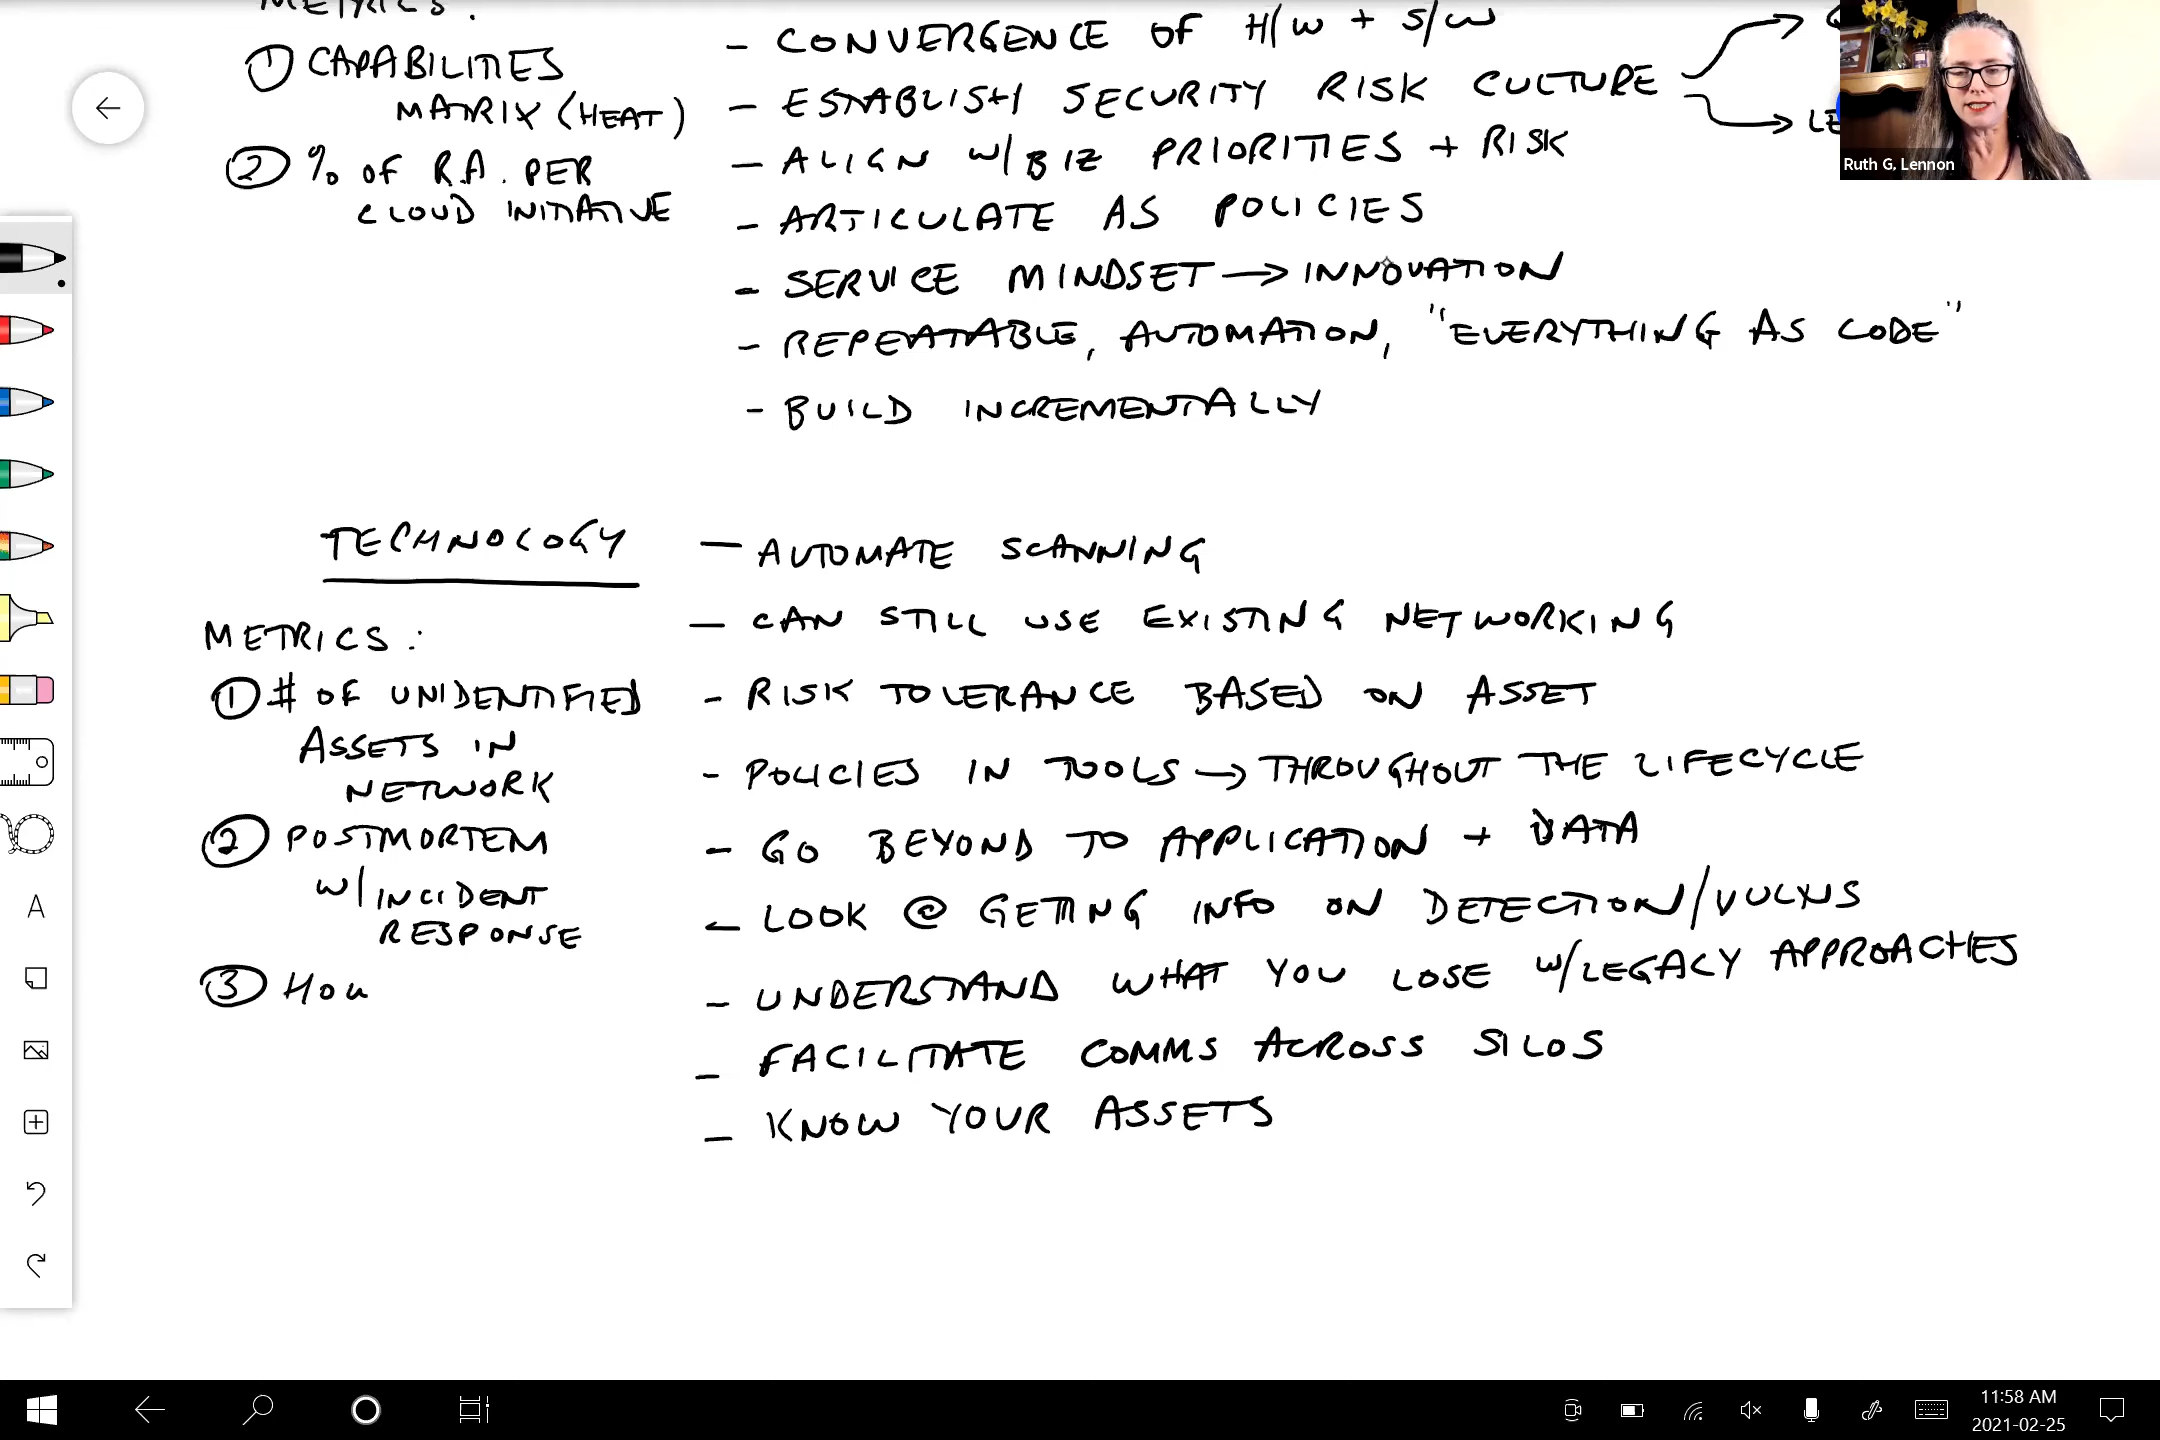 METRICS:
① CAPABILITIES
MATRIX (HEAT)
② % OF R.A. PER
CLOUD INITIATIVE
- CONVERGENCE OF H/W + S/W
- ESTABLISH SECURITY RISK CULTURE
- ALIGN W/BIZ PRIORITIES + RISK
- ARTICULATE AS POLICIES
- SERVICE MINDSET → INNOVATION
- REPEATABLE, AUTOMATION, "EVERYTHING AS CODE"
- BUILD INCREMENTALLY
Ruth G. Lennon
TECHNOLOGY
METRICS:
① # OF UNIDENTIFIED
ASSETS IN
NETWORK
② POSTMORTEM
W/INCIDENT
RESPONSE
③ HOW
- AUTOMATE SCANNING
- CAN STILL USE EXISTING NETWORKING
- RISK TOLERANCE BASED ON ASSET
- POLICIES IN TOOLS → THROUGHOUT THE LIFECYCLE
- GO BEYOND TO APPLICATION + DATA
- LOOK @ GETTING INFO ON DETECTION/VULNS
- UNDERSTAND WHAT YOU LOSE W/LEGACY APPROACHES
- FACILITATE COMMS ACROSS SILOS
- KNOW YOUR ASSETS
A
11:58 AM
2021-02-25